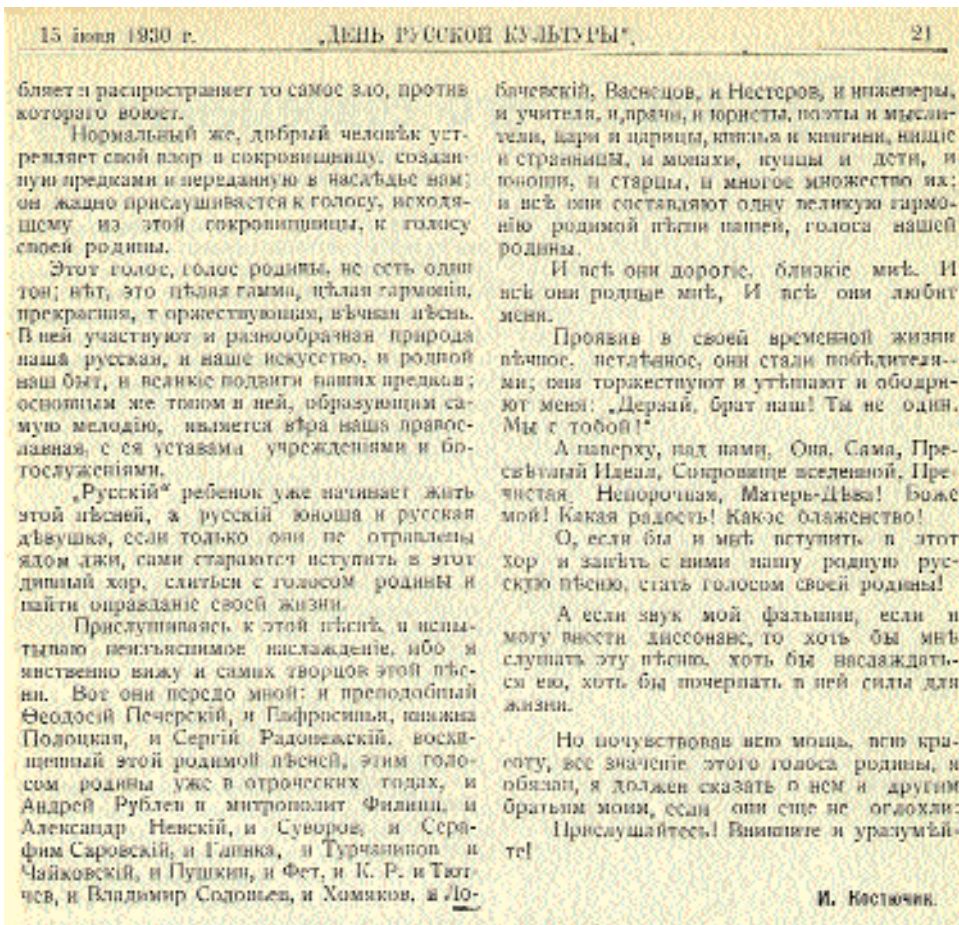 15 июня 1930 г.
„ДЕНЬ РУССКОЙ КУЛЬТУРЫ“.
21
бляет и распространяет то самое зло, против
котораго воюет.
Нормальный же, добрый человѣк уст-
ремляет свой взор в сокровищницу, создан-
ную предками и переданную в наслѣдье нам;
он жадно прислушивается к голосу, исходя-
щему из этой сокровищницы, к голосу
своей родины.
Этот голос, голос родины, не есть один
тон; нѣт, это цѣлая гамма, цѣлая гармонія,
прекрасная, т оржествующая, вѣчная пѣснь.
В ней участвуют и разнообразная природа
наша русская, и наше искусство, и родной
наш быт, и великіе подвиги наших предков;
основным же тоном в ней, образующим са-
мую мелодію, является вѣра наша правос-
лавная, с ея уставами учрежденіями и бо-
гослуженіями.
„Русскій“ ребенок уже начинает жить
этой пѣсней, а русскій юноша и русская
дѣвушка, если только они не отравлены
ядом лжи, сами стараются вступить в этот
дивный хор, слиться с голосом родины и
найти оправданіе своей жизни.
Прислушиваясь к этой пѣснѣ, я испы-
тываю неизъяснимое наслажденіе, ибо я
явственно вижу и самих творцов этой пѣс-
ни. Вот они передо мной: и преподобный
Ѳеодосій Печерскій, и Евфросинья, княжна
Полоцкая, и Сергій Радонежскій, восхи-
щенный этой родимой пѣсней, этим голо-
сом родины уже в отроческих годах, и
Андрей Рублев и митрополит Филипп, и
Александр Невскій, и Суворов, и Сера-
фим Саровскій, и Глинка, и Турчанинов и
Чайковскій, и Пушкин, и Фет, и К. Р. и Тют-
чев, и Владимир Соловьев, и Хомяков, и Ло-
бачевскій, Васнецов, и Нестеров, и инженеры,
и учителя, и врачи, и юристы, поэты и мысли-
тели, цари и царицы, князья и княгини, нищіе
и странницы, и монахи, купцы и дети, и
юноши, и старцы, и многое множество их;
и всѣ они составляют одну великую гармо-
нію родимой пѣсни нашей, голоса нашей
родины.
И всѣ они дорогіе, близкіе мнѣ. И
всѣ они родные мнѣ, И всѣ они любят
меня.
Проявив в своей временной жизни
вѣчное, нетлѣнное, они стали побѣдителя-
ми; они торжествуют и утѣшают и ободря-
ют меня: „Дерзай, брат наш! Ты не один.
Мы с тобой!“
А наверху, над нами, Она, Сама, Пре-
свѣтлый Идеал, Сокровище вселенной, Пре-
чистая, Непорочная, Матерь-Дѣва! Боже
мой! Какая радость! Какое блаженство!
О, если бы и мнѣ вступить в этот
хор и запѣть с ними нашу родную рус-
скую пѣсню, стать голосом своей родины!
А если звук мой фальшив, если я
могу внести диссонанс, то хоть бы мнѣ
слушать эту пѣсню, хоть бы наслаждать-
ся ею, хоть бы почерпать в ней силы для
жизни.
Но почувствовав всю мощь, всю кра-
соту, все значеніе этого голоса родины, я
обязан, я должен сказать о нем и другим
братьям моим, если они еще не оглохли:
Прислушайтесь! Внимните и уразумѣй-
те!
И. Костючик.